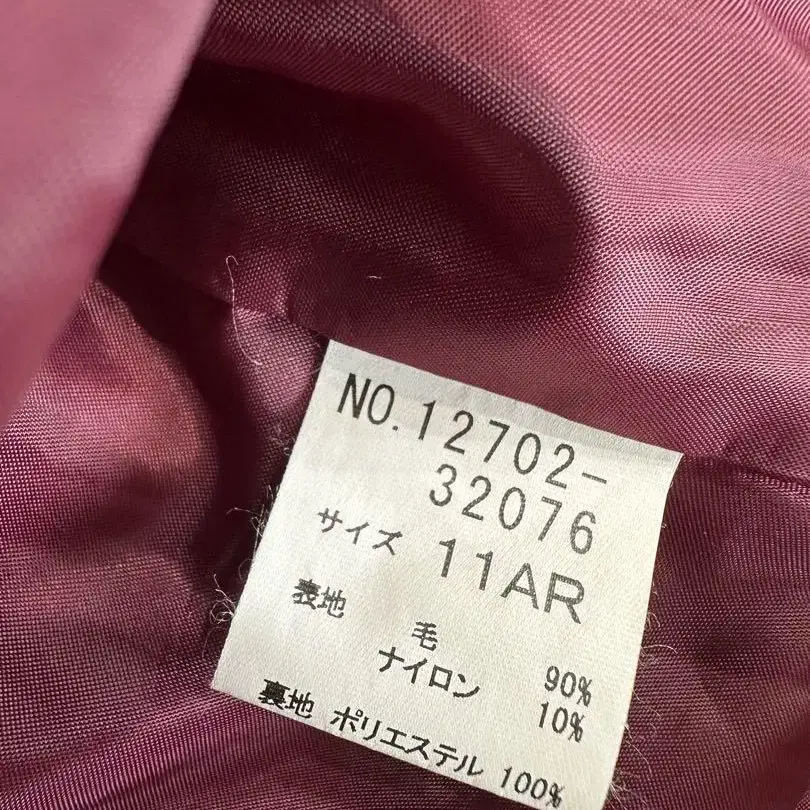 NO.12702-
32076
サイズ 11AR
表地 毛 90%
ナイロン 10%
裏地 ポリエステル 100%